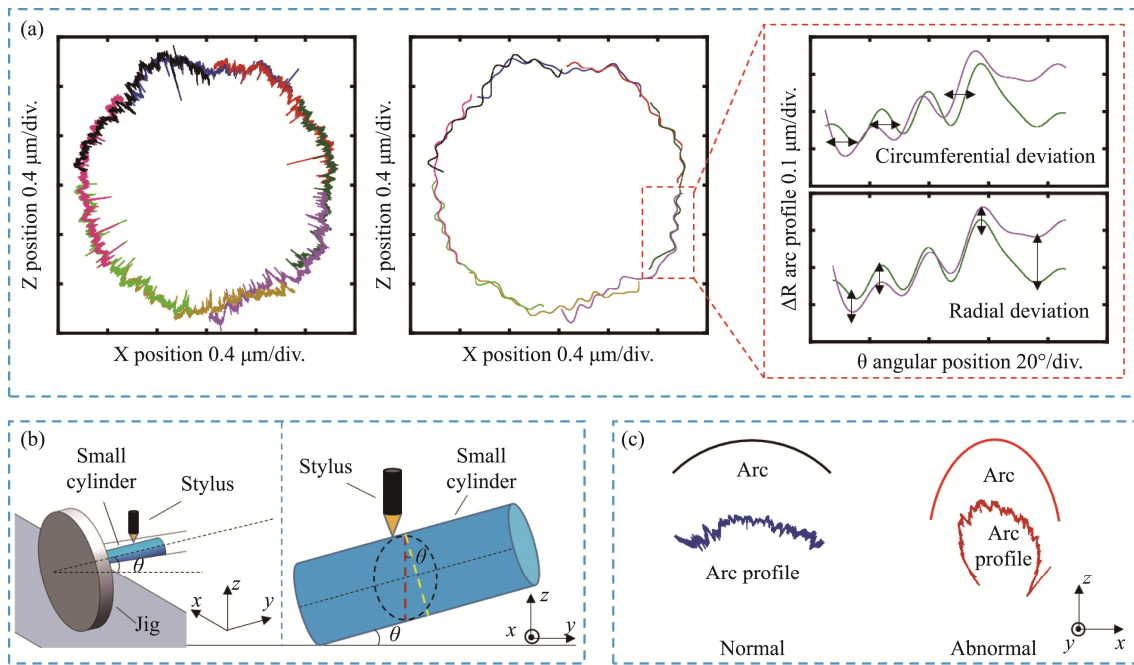 (a)
Z position 0.4 μm/div.
X position 0.4 μm/div.
Z position 0.4 μm/div.
X position 0.4 μm/div.
ΔR arc profile 0.1 μm/div.
Circumferential deviation
Radial deviation
θ angular position 20°/div.
(b)
Small
cylinder
Stylus
θ
Jig
x
z
y
Stylus
Small
cylinder
θ
θ
z
x
y
(c)
Arc
Arc profile
Normal
Arc
Arc
profile
Abnormal
z
y
x